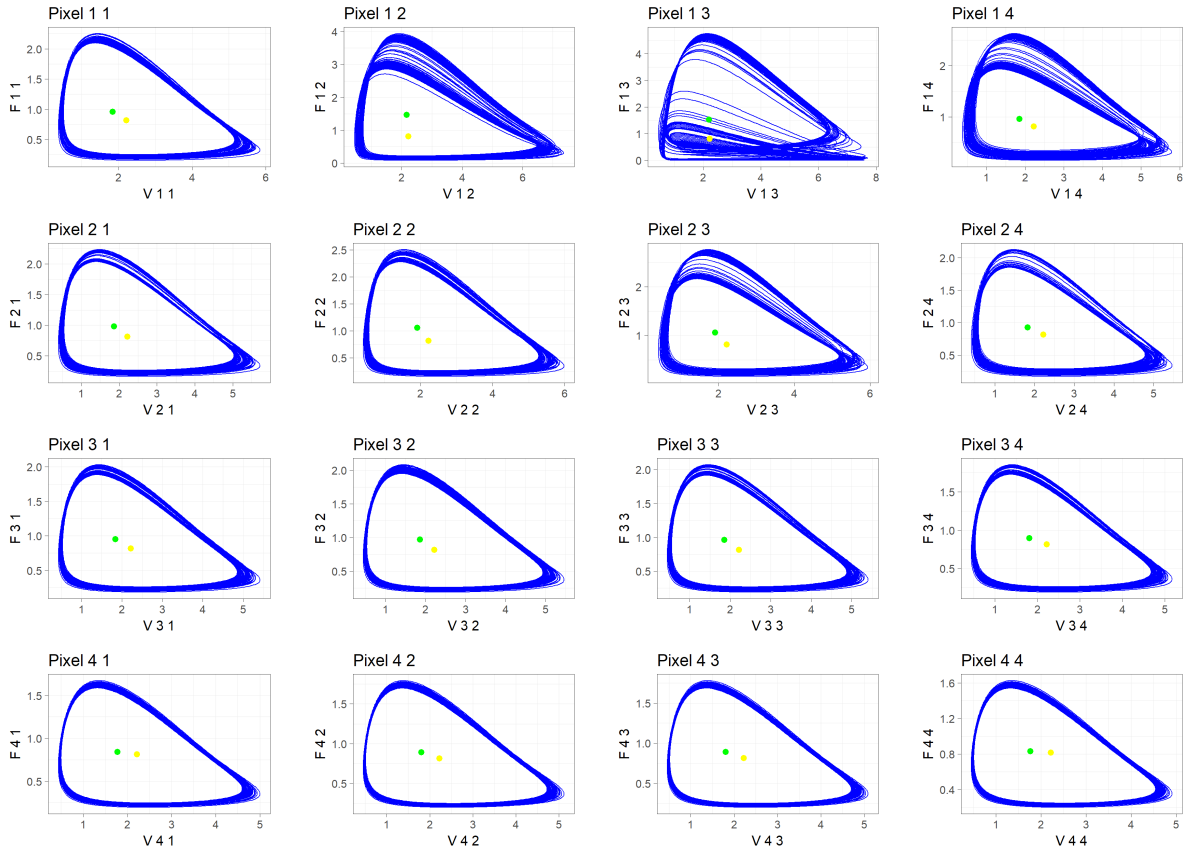 Pixel 1 1
Pixel 1 2
Pixel 1 3
Pixel 1 4
F 1 1
2.0
1.5
1.0
0.5
2
4
6
V 1 1
F 1 2
4
3
2
1
0
2
4
6
V 1 2
F 1 3
4
3
2
1
0
2
4
6
8
V 1 3
F 1 4
2
1
1
2
3
4
5
6
V 1 4
Pixel 2 1
Pixel 2 2
Pixel 2 3
Pixel 2 4
F 2 1
2.0
1.5
1.0
0.5
1
2
3
4
5
V 2 1
F 2 2
2.5
2.0
1.5
1.0
0.5
2
4
6
V 2 2
F 2 3
2
1
2
4
6
V 2 3
F 2 4
2.0
1.5
1.0
0.5
1
2
3
4
5
V 2 4
Pixel 3 1
Pixel 3 2
Pixel 3 3
Pixel 3 4
F 3 1
2.0
1.5
1.0
0.5
1
2
3
4
5
V 3 1
F 3 2
2.0
1.5
1.0
0.5
1
2
3
4
5
V 3 2
F 3 3
2.0
1.5
1.0
0.5
1
2
3
4
5
V 3 3
F 3 4
1.5
1.0
0.5
1
2
3
4
5
V 3 4
Pixel 4 1
Pixel 4 2
Pixel 4 3
Pixel 4 4
F 4 1
1.5
1.0
0.5
1
2
3
4
5
V 4 1
F 4 2
1.5
1.0
0.5
1
2
3
4
5
V 4 2
F 4 3
1.5
1.0
0.5
1
2
3
4
5
V 4 3
F 4 4
1.6
1.2
0.8
0.4
1
2
3
4
5
V 4 4